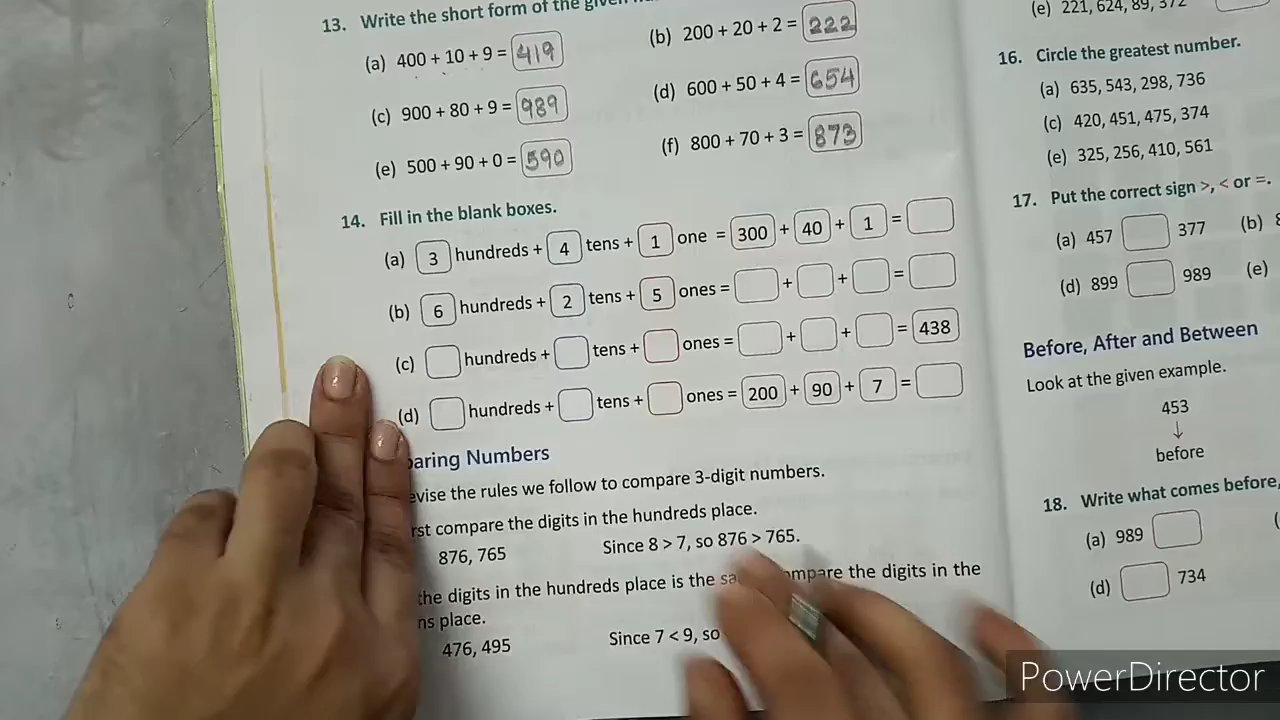 13. Write the short form of the given
(a) 400 + 10 + 9 = 419
(b) 200 + 20 + 2 = 222
(c) 900 + 80 + 9 = 989
(d) 600 + 50 + 4 = 654
(e) 500 + 90 + 0 = 590
(f) 800 + 70 + 3 = 873
14. Fill in the blank boxes.
(a) 3 hundreds + 4 tens + 1 one = 300 + 40 + 1 =
(b) 6 hundreds + 2 tens + 5 ones = + + =
(c) hundreds + tens + ones = + + = 438
(d) hundreds + tens + ones = 200 + 90 + 7 =
paring Numbers
evise the rules we follow to compare 3-digit numbers.
rst compare the digits in the hundreds place.
876, 765 Since 8 > 7, so 876 > 765.
the digits in the hundreds place is the mpare the digits in the
ns place.
476, 495 Since 7 < 9, so
(e) 221, 624, 89, 372
16. Circle the greatest number.
(a) 635, 543, 298, 736
(c) 420, 451, 475, 374
(e) 325, 256, 410, 561
17. Put the correct sign >, < or =.
(a) 457 377 (b) 8
(d) 899 989 (e)
Before, After and Between
Look at the given example.
453
↓
before
18. Write what comes before,
(a) 989
(d) 734
PowerDirector